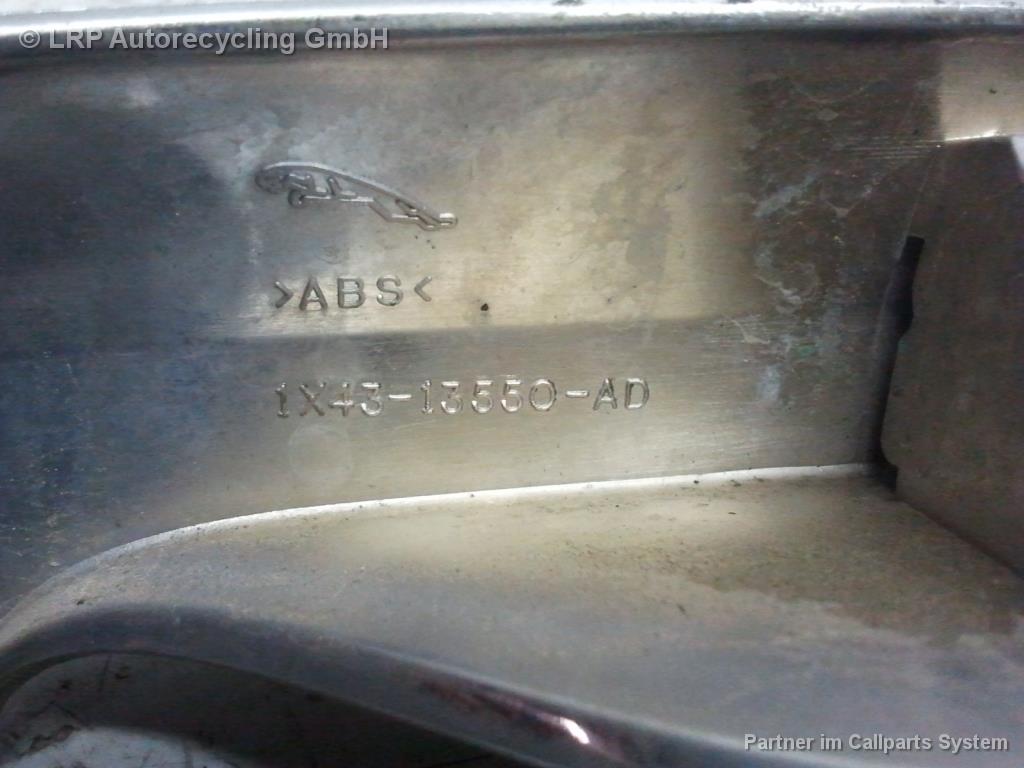 © LRP Autorecycling GmbH
>ABS<
1X43-13550-AD
Partner im Callparts System